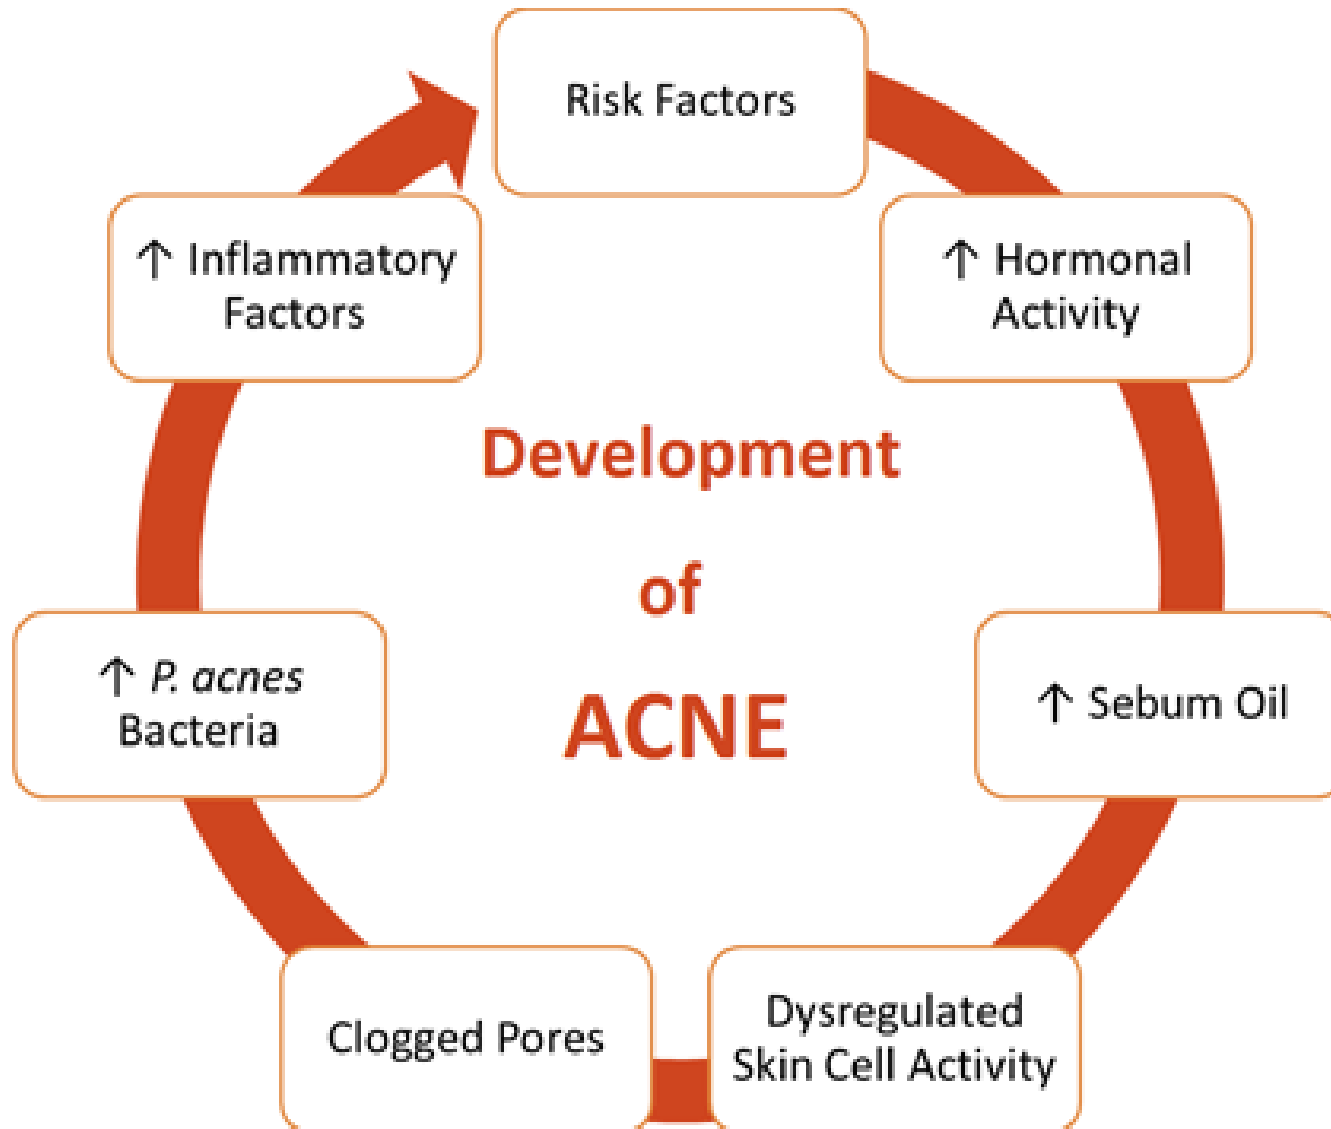 Risk Factors
↑ Hormonal
Activity
↑ Sebum Oil
Dysregulated
Skin Cell Activity
Clogged Pores
↑ P. acnes
Bacteria
↑ Inflammatory
Factors
Development
of
ACNE